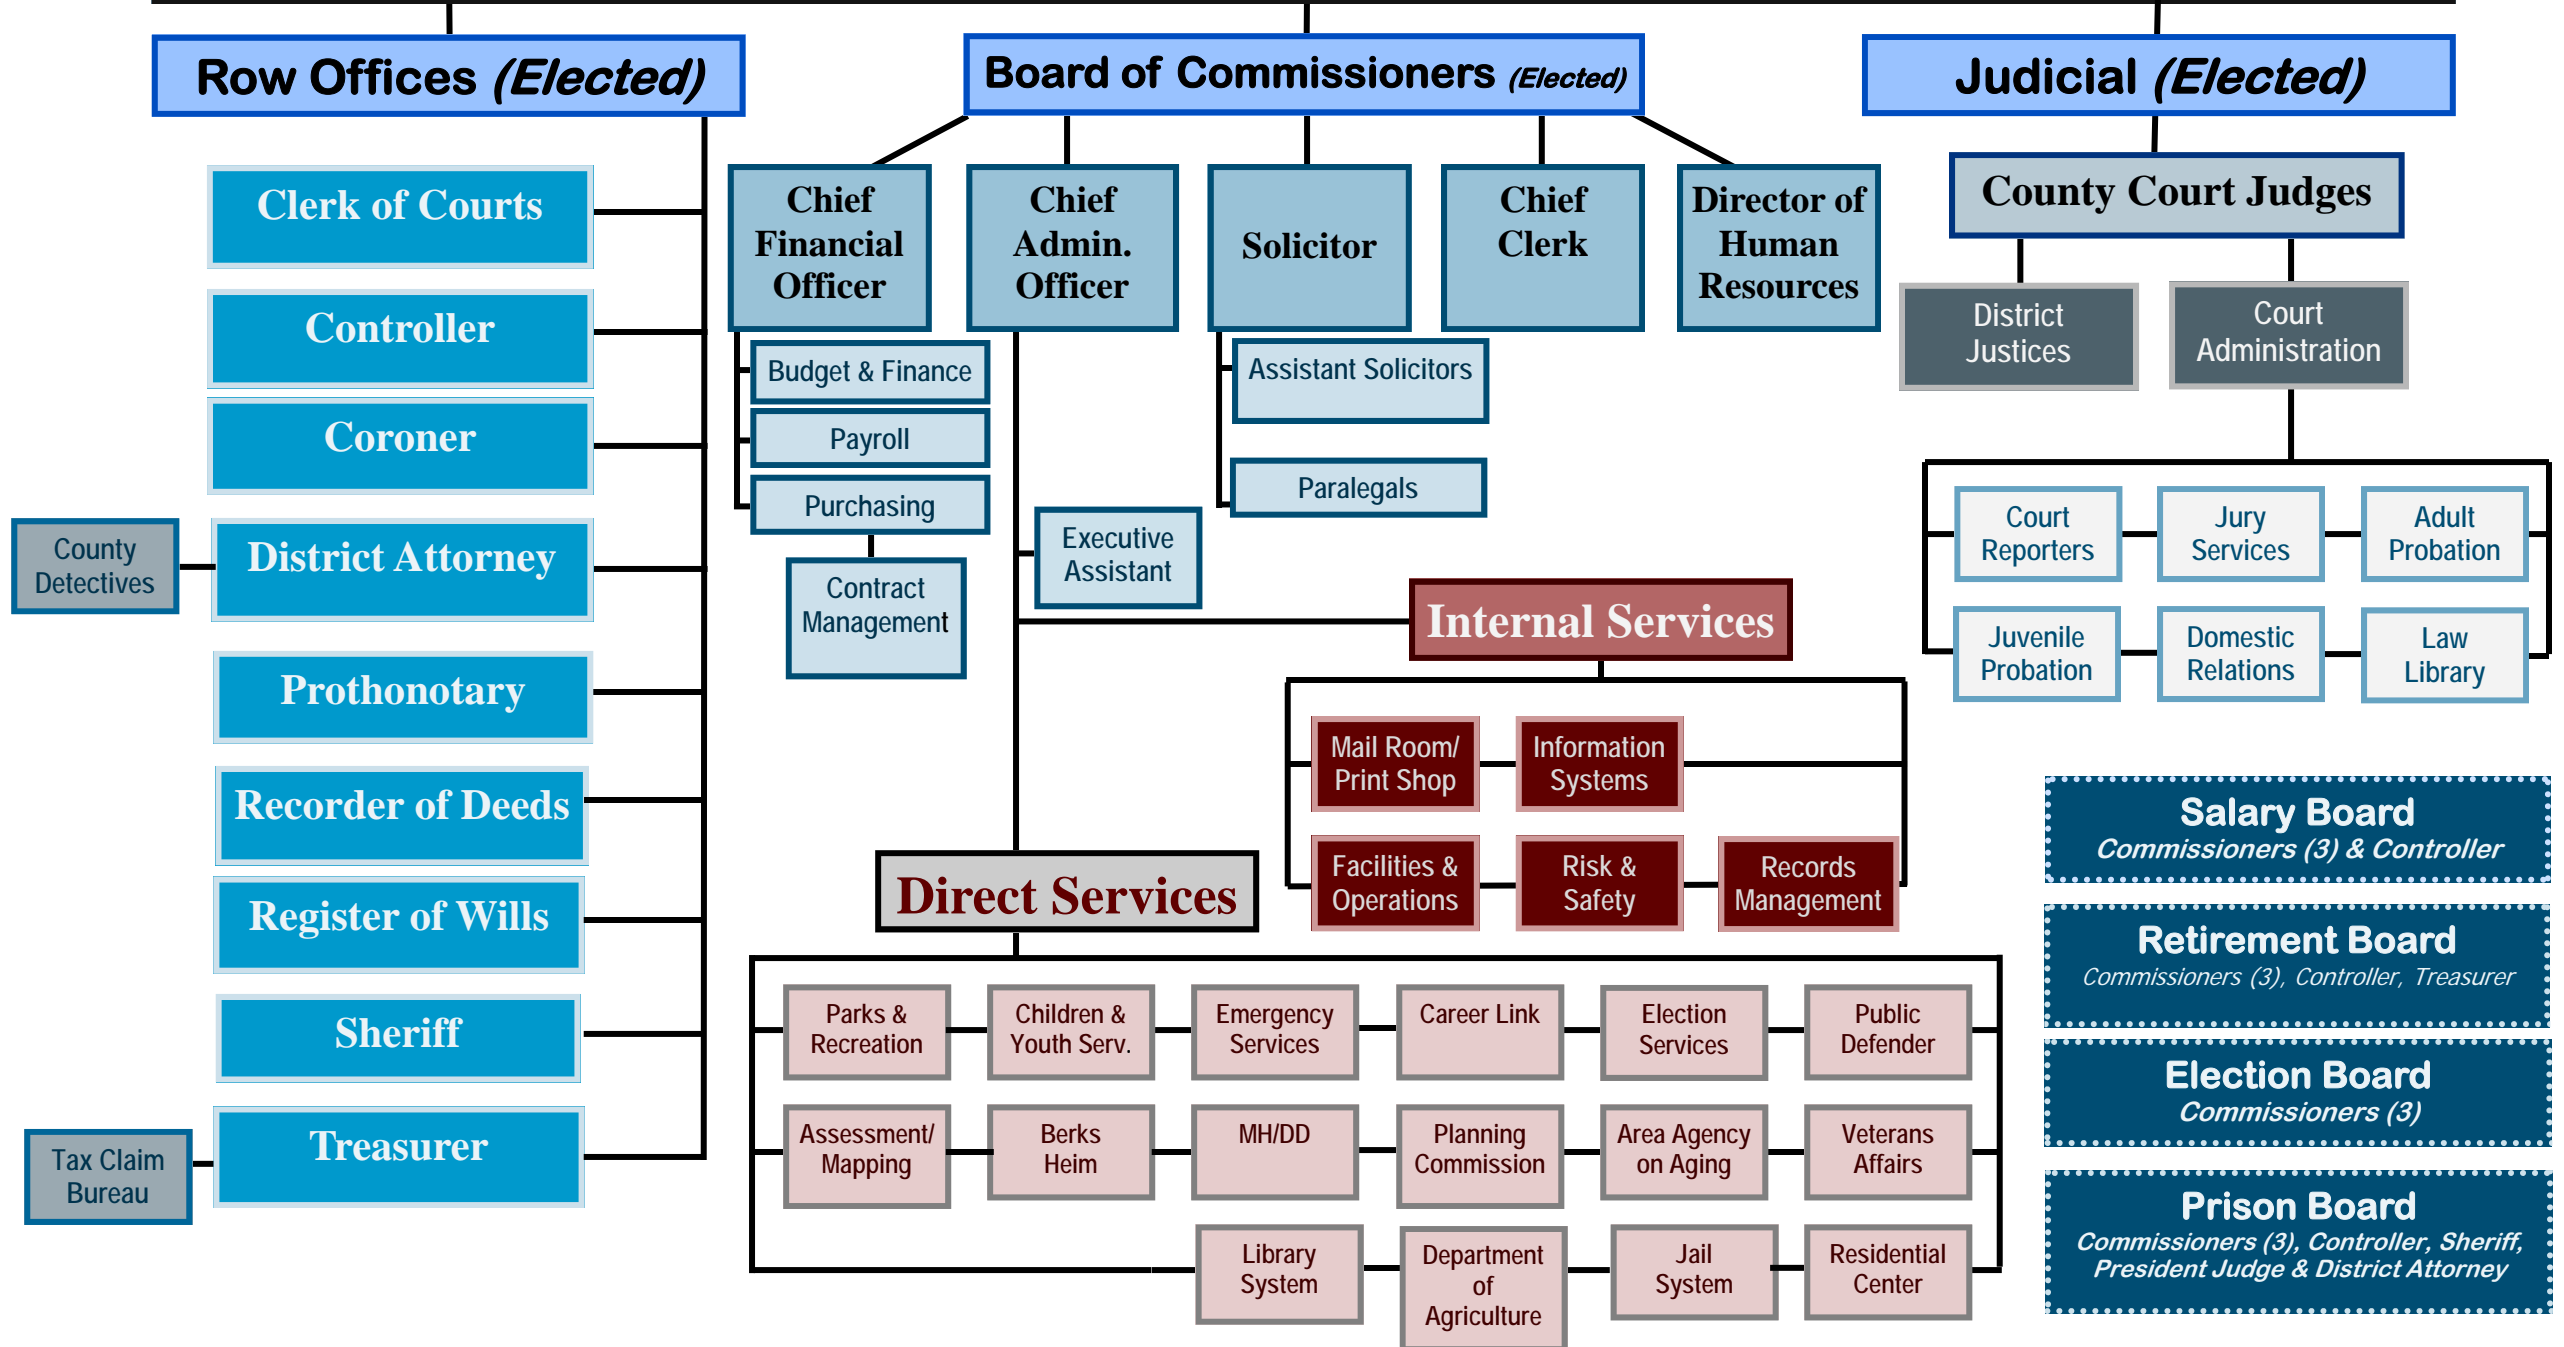 Row Offices (Elected)
Board of Commissioners (Elected)
Judicial (Elected)
Clerk of Courts
Controller
Coroner
District Attorney
County
Detectives
Prothonotary
Recorder of Deeds
Register of Wills
Sheriff
Treasurer
Tax Claim
Bureau
Chief
Financial
Officer
Budget & Finance
Payroll
Purchasing
Contract
Management
Chief
Admin.
Officer
Executive
Assistant
Solicitor
Assistant Solicitors
Paralegals
Chief
Clerk
Director of
Human
Resources
Internal Services
Mail Room/
Print Shop
Information
Systems
Facilities &
Operations
Risk &
Safety
Records
Management
Direct Services
Parks &
Recreation
Children &
Youth Serv.
Emergency
Services
Career Link
Election
Services
Public
Defender
Assessment/
Mapping
Berks
Heim
MH/DD
Planning
Commission
Area Agency
on Aging
Veterans
Affairs
Library
System
Department
of
Agriculture
Jail
System
Residential
Center
County Court Judges
District
Justices
Court
Administration
Court
Reporters
Jury
Services
Adult
Probation
Juvenile
Probation
Domestic
Relations
Law
Library
Salary Board
Commissioners (3) & Controller
Retirement Board
Commissioners (3), Controller, Treasurer
Election Board
Commissioners (3)
Prison Board
Commissioners (3), Controller, Sheriff,
President Judge & District Attorney